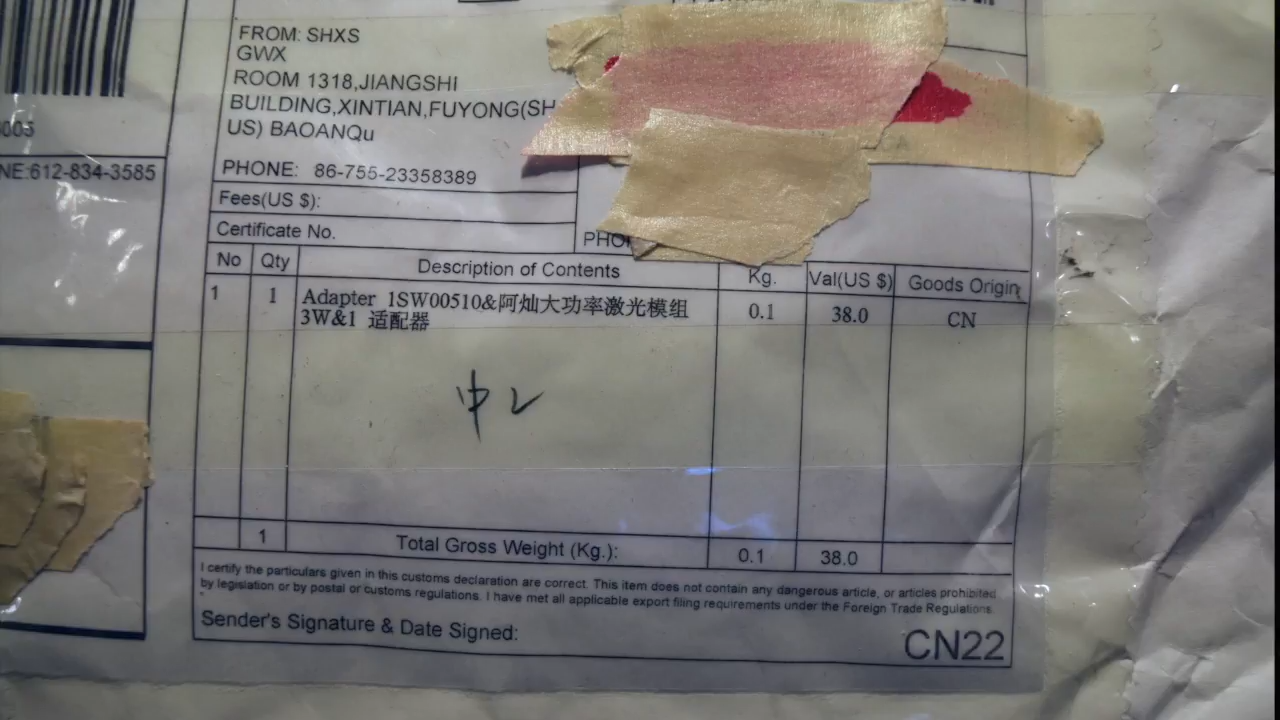 FROM: SHXS
GWX
ROOM 1318,JIANGSHI
BUILDING,XINTIAN,FUYONG(SH
US) BAOANQu
PHONE: 86-755-23358389
NE:612-834-3585
Fees(US $):
Certificate No.
No Qty Description of Contents Kg. Val(US $) Goods Origin
1 1 Adapter 1SW00510&阿灿大功率激光模组 0.1 38.0 CN
3W&1 适配器
1 Total Gross Weight (Kg.): 0.1 38.0
I certify the particulars given in this customs declaration are correct. This item does not contain any dangerous article, or articles prohibited
by legislation or by postal or customs regulations. I have met all applicable export filing requirements under the Foreign Trade Regulations.
Sender's Signature & Date Signed:
CN22